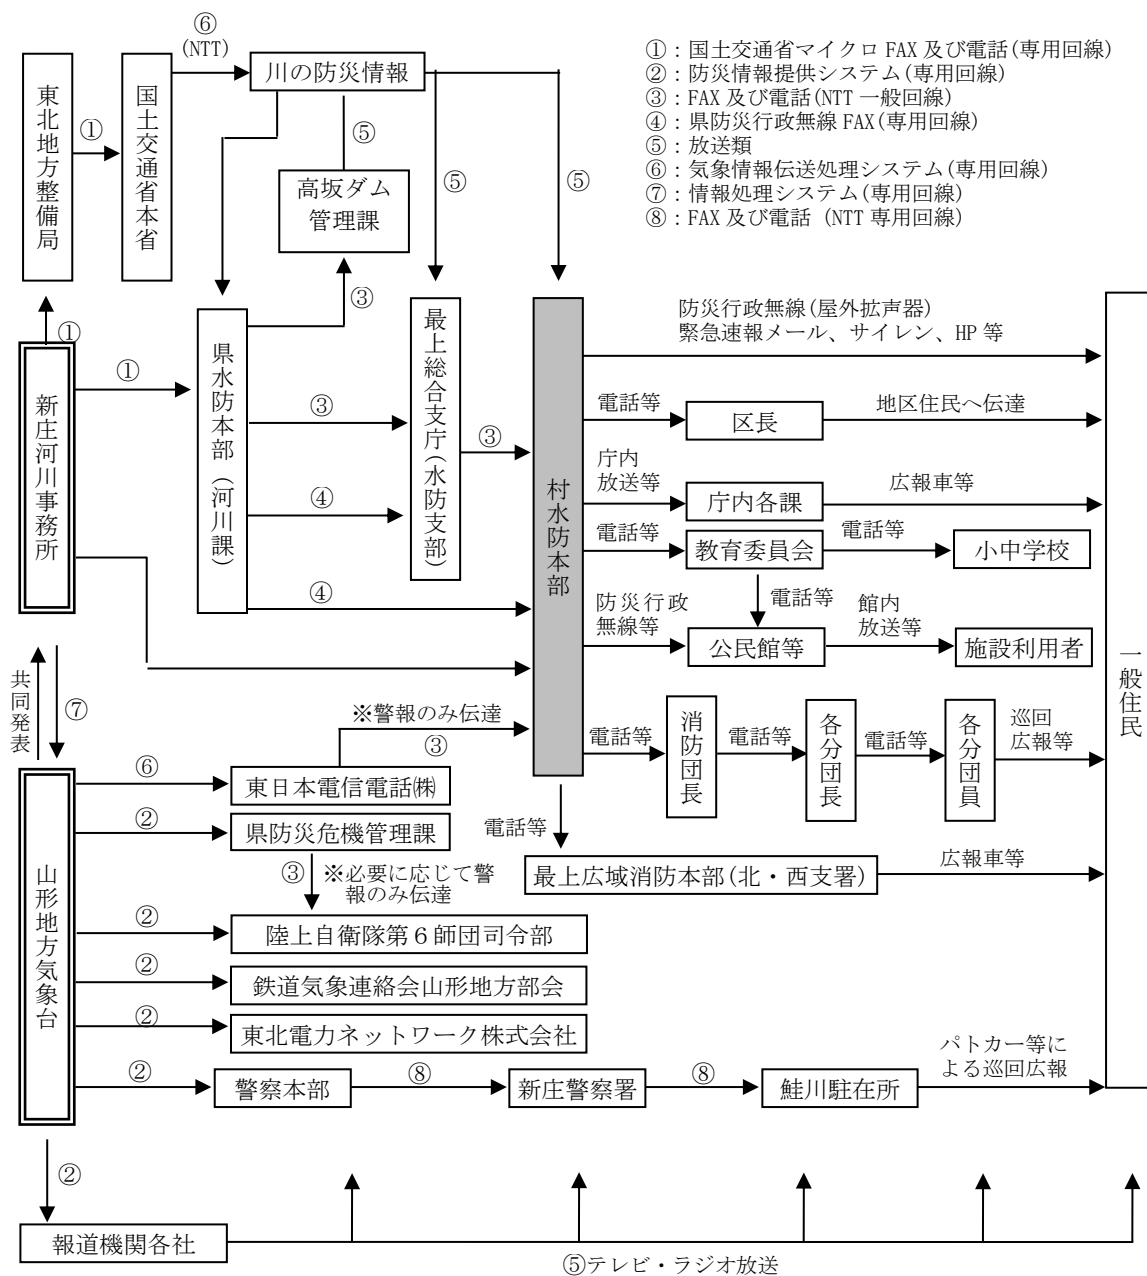 ⑥
(NTT)
川の防災情報
東北地方整備局
①
国土交通省本省
⑤
高坂ダム
管理課
⑤
⑤
①：国土交通省マイクロ FAX 及び電話(専用回線)
②：防災情報提供システム(専用回線)
③：FAX 及び電話(NTT 一般回線)
④：県防災行政無線 FAX(専用回線)
⑤：放送類
⑥：気象情報伝送処理システム(専用回線)
⑦：情報処理システム(専用回線)
⑧：FAX 及び電話 (NTT 専用回線)
①
③
新庄河川事務所
①
県水防本部（河川課）
③
④
④
最上総合支庁(水防支部)
③
村水防本部
防災行政無線(屋外拡声器)
緊急速報メール、サイレン、HP 等
電話等
区長
地区住民へ伝達
庁内
放送等
庁内各課
広報車等
電話等
教育委員会
電話等
小中学校
電話等
防災行政
無線等
公民館等
館内
放送等
施設利用者
一般住民
共同発表
⑦
※警報のみ伝達
③
電話等
消防団長
電話等
各分団長
電話等
各分団員
巡回
広報等
山形地方気象台
⑥
東日本電信電話㈱
②
県防災危機管理課
③
※必要に応じて警
報のみ伝達
電話等
最上広域消防本部(北・西支署)
広報車等
②
陸上自衛隊第６師団司令部
②
鉄道気象連絡会山形地方部会
②
東北電力ネットワーク株式会社
②
警察本部
⑧
新庄警察署
⑧
鮭川駐在所
パトカー等に
よる巡回広報
②
報道機関各社
⑤テレビ・ラジオ放送